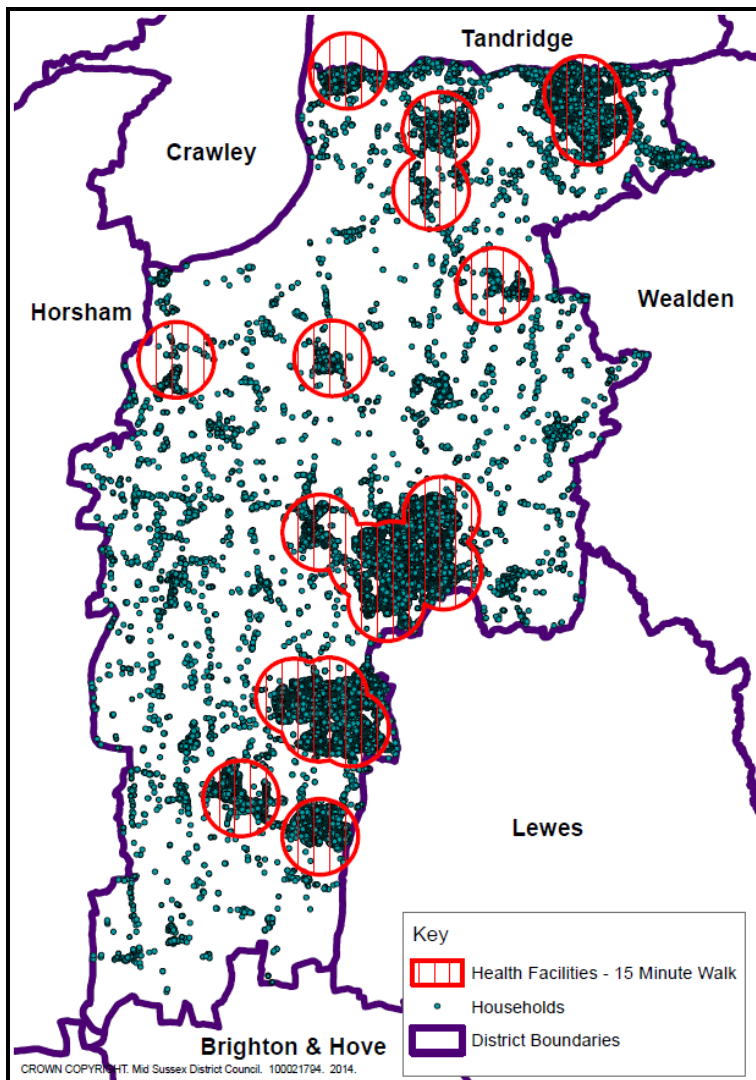 Tandridge
Crawley
Horsham
Wealden
Lewes
Key
Health Facilities - 15 Minute Walk
Households
District Boundaries
Brighton & Hove
CROWN COPYRIGHT. Mid Sussex District Council. 100021794. 2014.